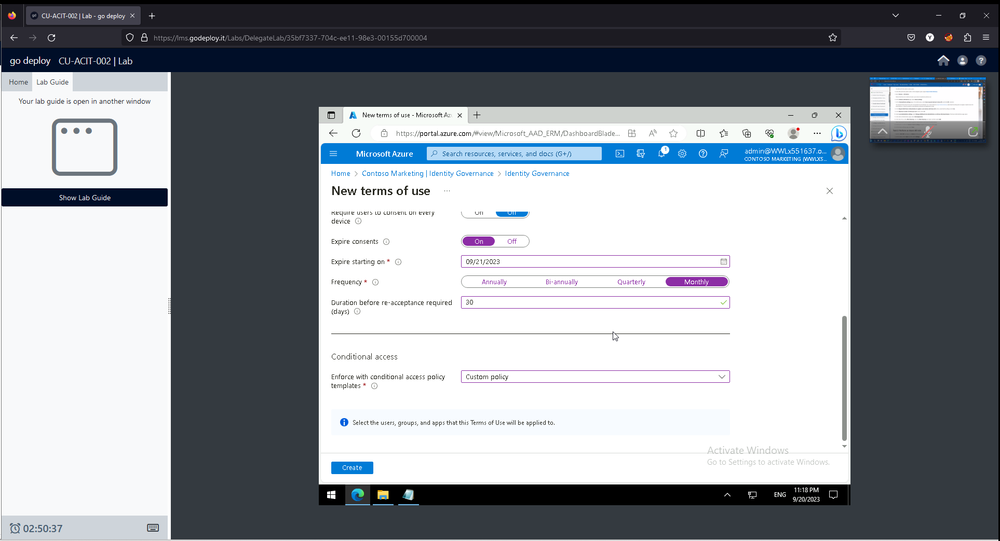 CU-ACIT-002 | Lab - go deploy
https://lms.godeploy.it/Labs/DelegateLab/35bf7337-704c-ee11-98e3-00155d700004
Y
go deploy CU-ACIT-002 | Lab
Home Lab Guide
Your lab guide is open in another window
Show Lab Guide
New terms of use - Microsoft Az
https://portal.azure.com/#view/Microsoft_AAD_ERM/DashboardBlade...
Microsoft Azure
Search resources, services, and docs (G+/)
1
admin@WWLx551637.o...
CONTOSO MARKETING (WWLX5...
Home > Contoso Marketing | Identity Governance > Identity Governance
New terms of use ...
Require users to consent on every device
On Off
Expire consents
On Off
Expire starting on *
09/21/2023
Frequency *
Annually Bi-annually Quarterly Monthly
Duration before re-acceptance required (days)
30
Conditional access
Enforce with conditional access policy templates *
Custom policy
Select the users, groups, and apps that this Terms of Use will be applied to.
Activate Windows
Go to Settings to activate Windows.
Create
ENG
11:18 PM
9/20/2023
02:50:37